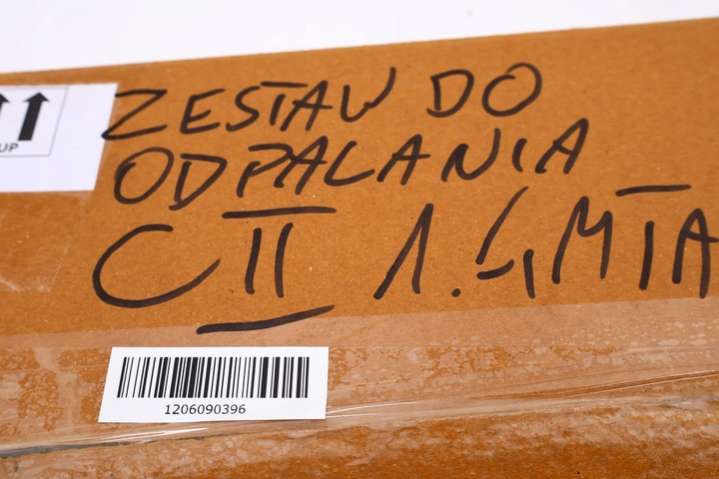 UP
ZESTAW DO
ODPALANIA
CII 1.4MTA
1206090396